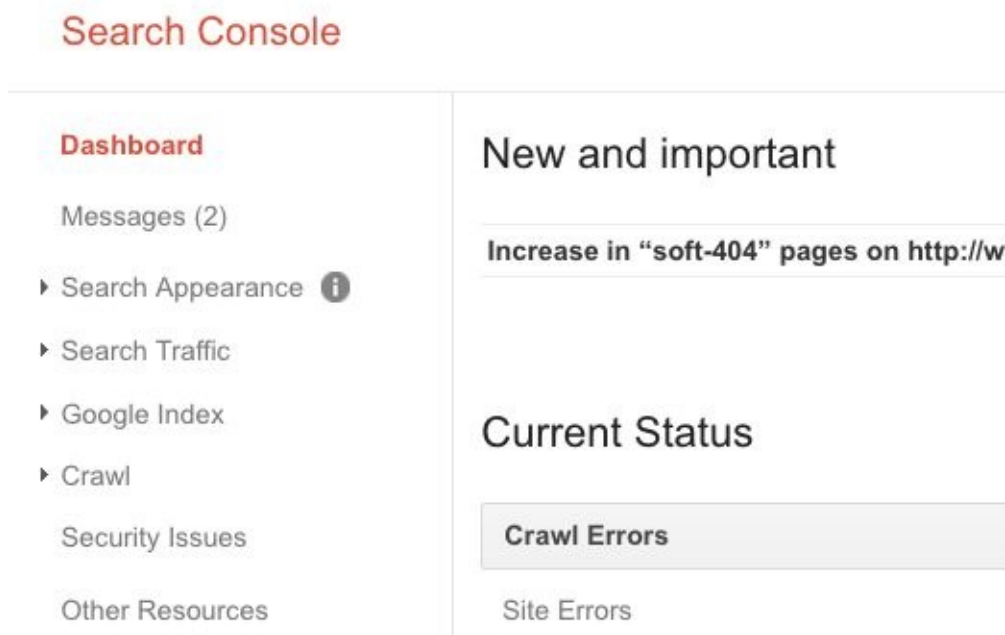 Search Console
Dashboard
Messages (2)
Search Appearance
Search Traffic
Google Index
Crawl
Security Issues
Other Resources
New and important
Increase in “soft-404” pages on http://w
Current Status
Crawl Errors
Site Errors